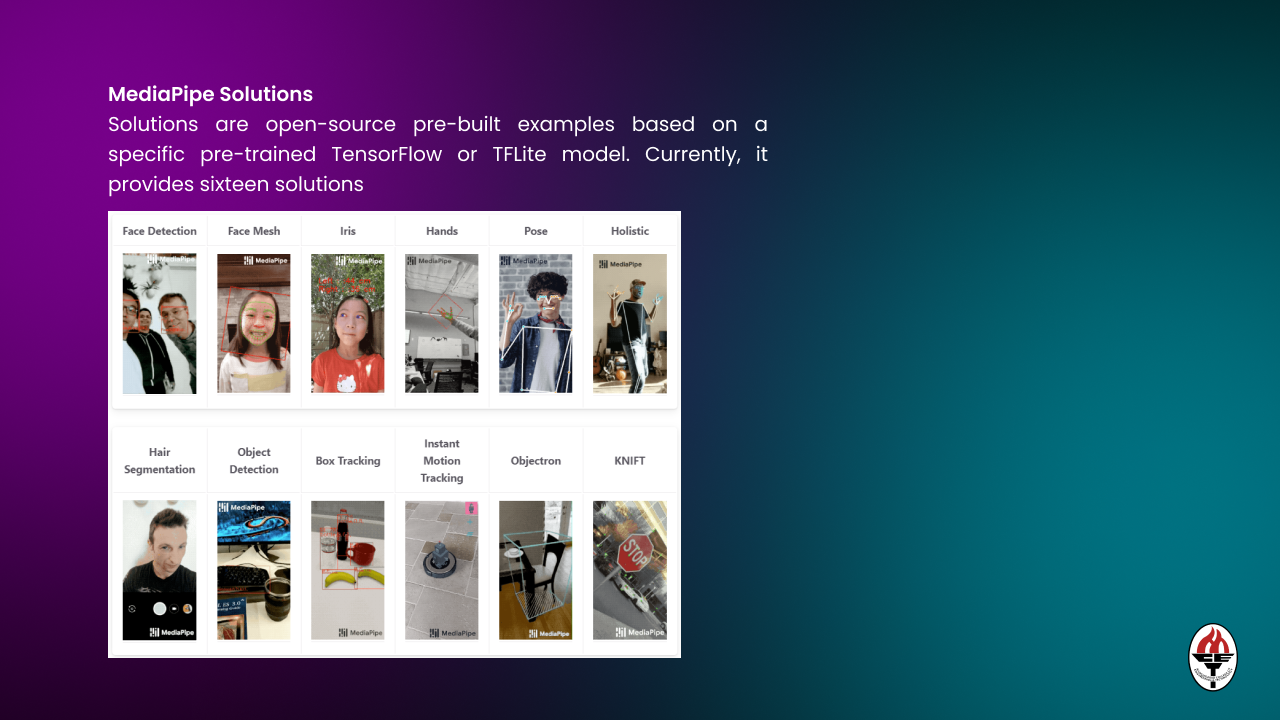 MediaPipe Solutions
Solutions are open-source pre-built examples based on a
specific pre-trained TensorFlow or TFLite model. Currently, it
provides sixteen solutions
Face Detection
Face Mesh
Iris
Hands
Pose
Holistic
MediaPipe
MediaPipe
MediaPipe
MediaPipe
MediaPipe
MediaPipe
Hair
Segmentation
Object
Detection
Box Tracking
Instant
Motion
Tracking
Objectron
KNIFT
MediaPipe
STOP
MediaPipe
MediaPipe
MediaPipe
MediaPipe
MediaPipe
CE